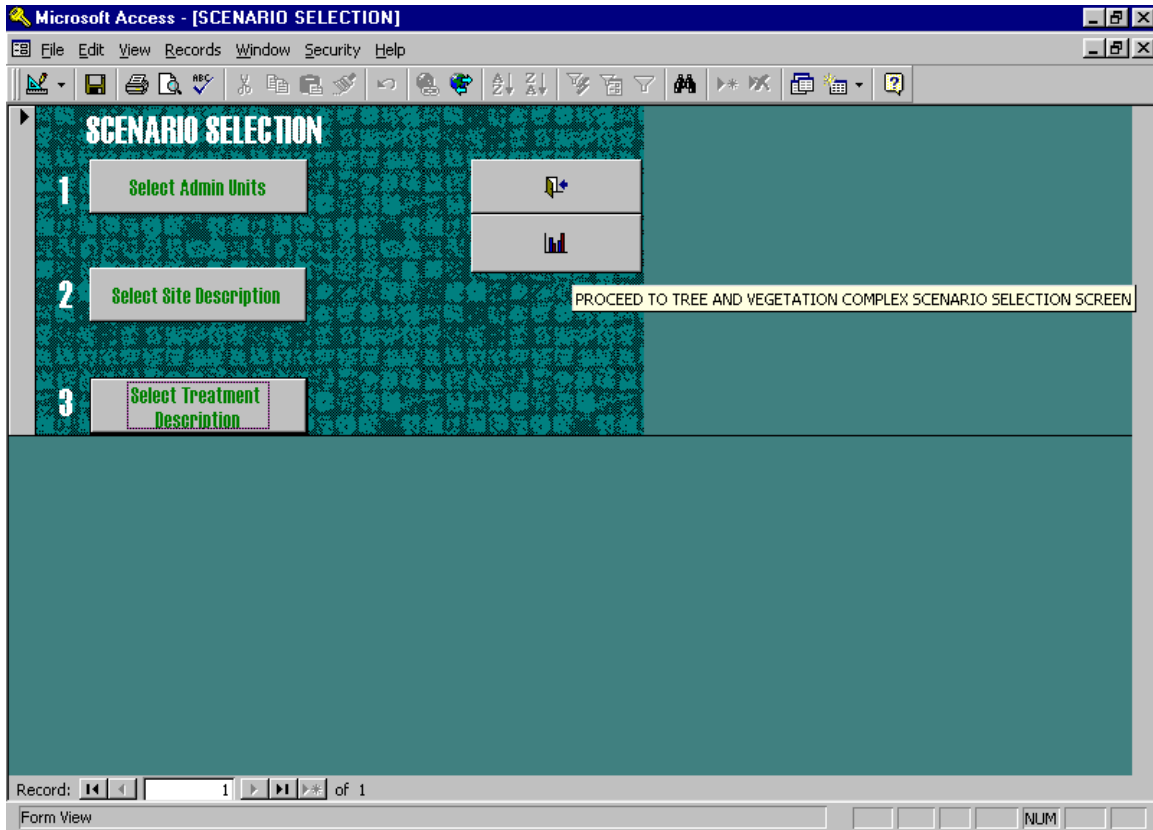 Microsoft Access - [SCENARIO SELECTION]
File Edit View Records Window Security Help
SCENARIO SELECTION
1 Select Admin Units
2 Select Site Description
PROCEED TO TREE AND VEGETATION COMPLEX SCENARIO SELECTION SCREEN
3 Select Treatment
Description
Record: 1 of 1
Form View NUM